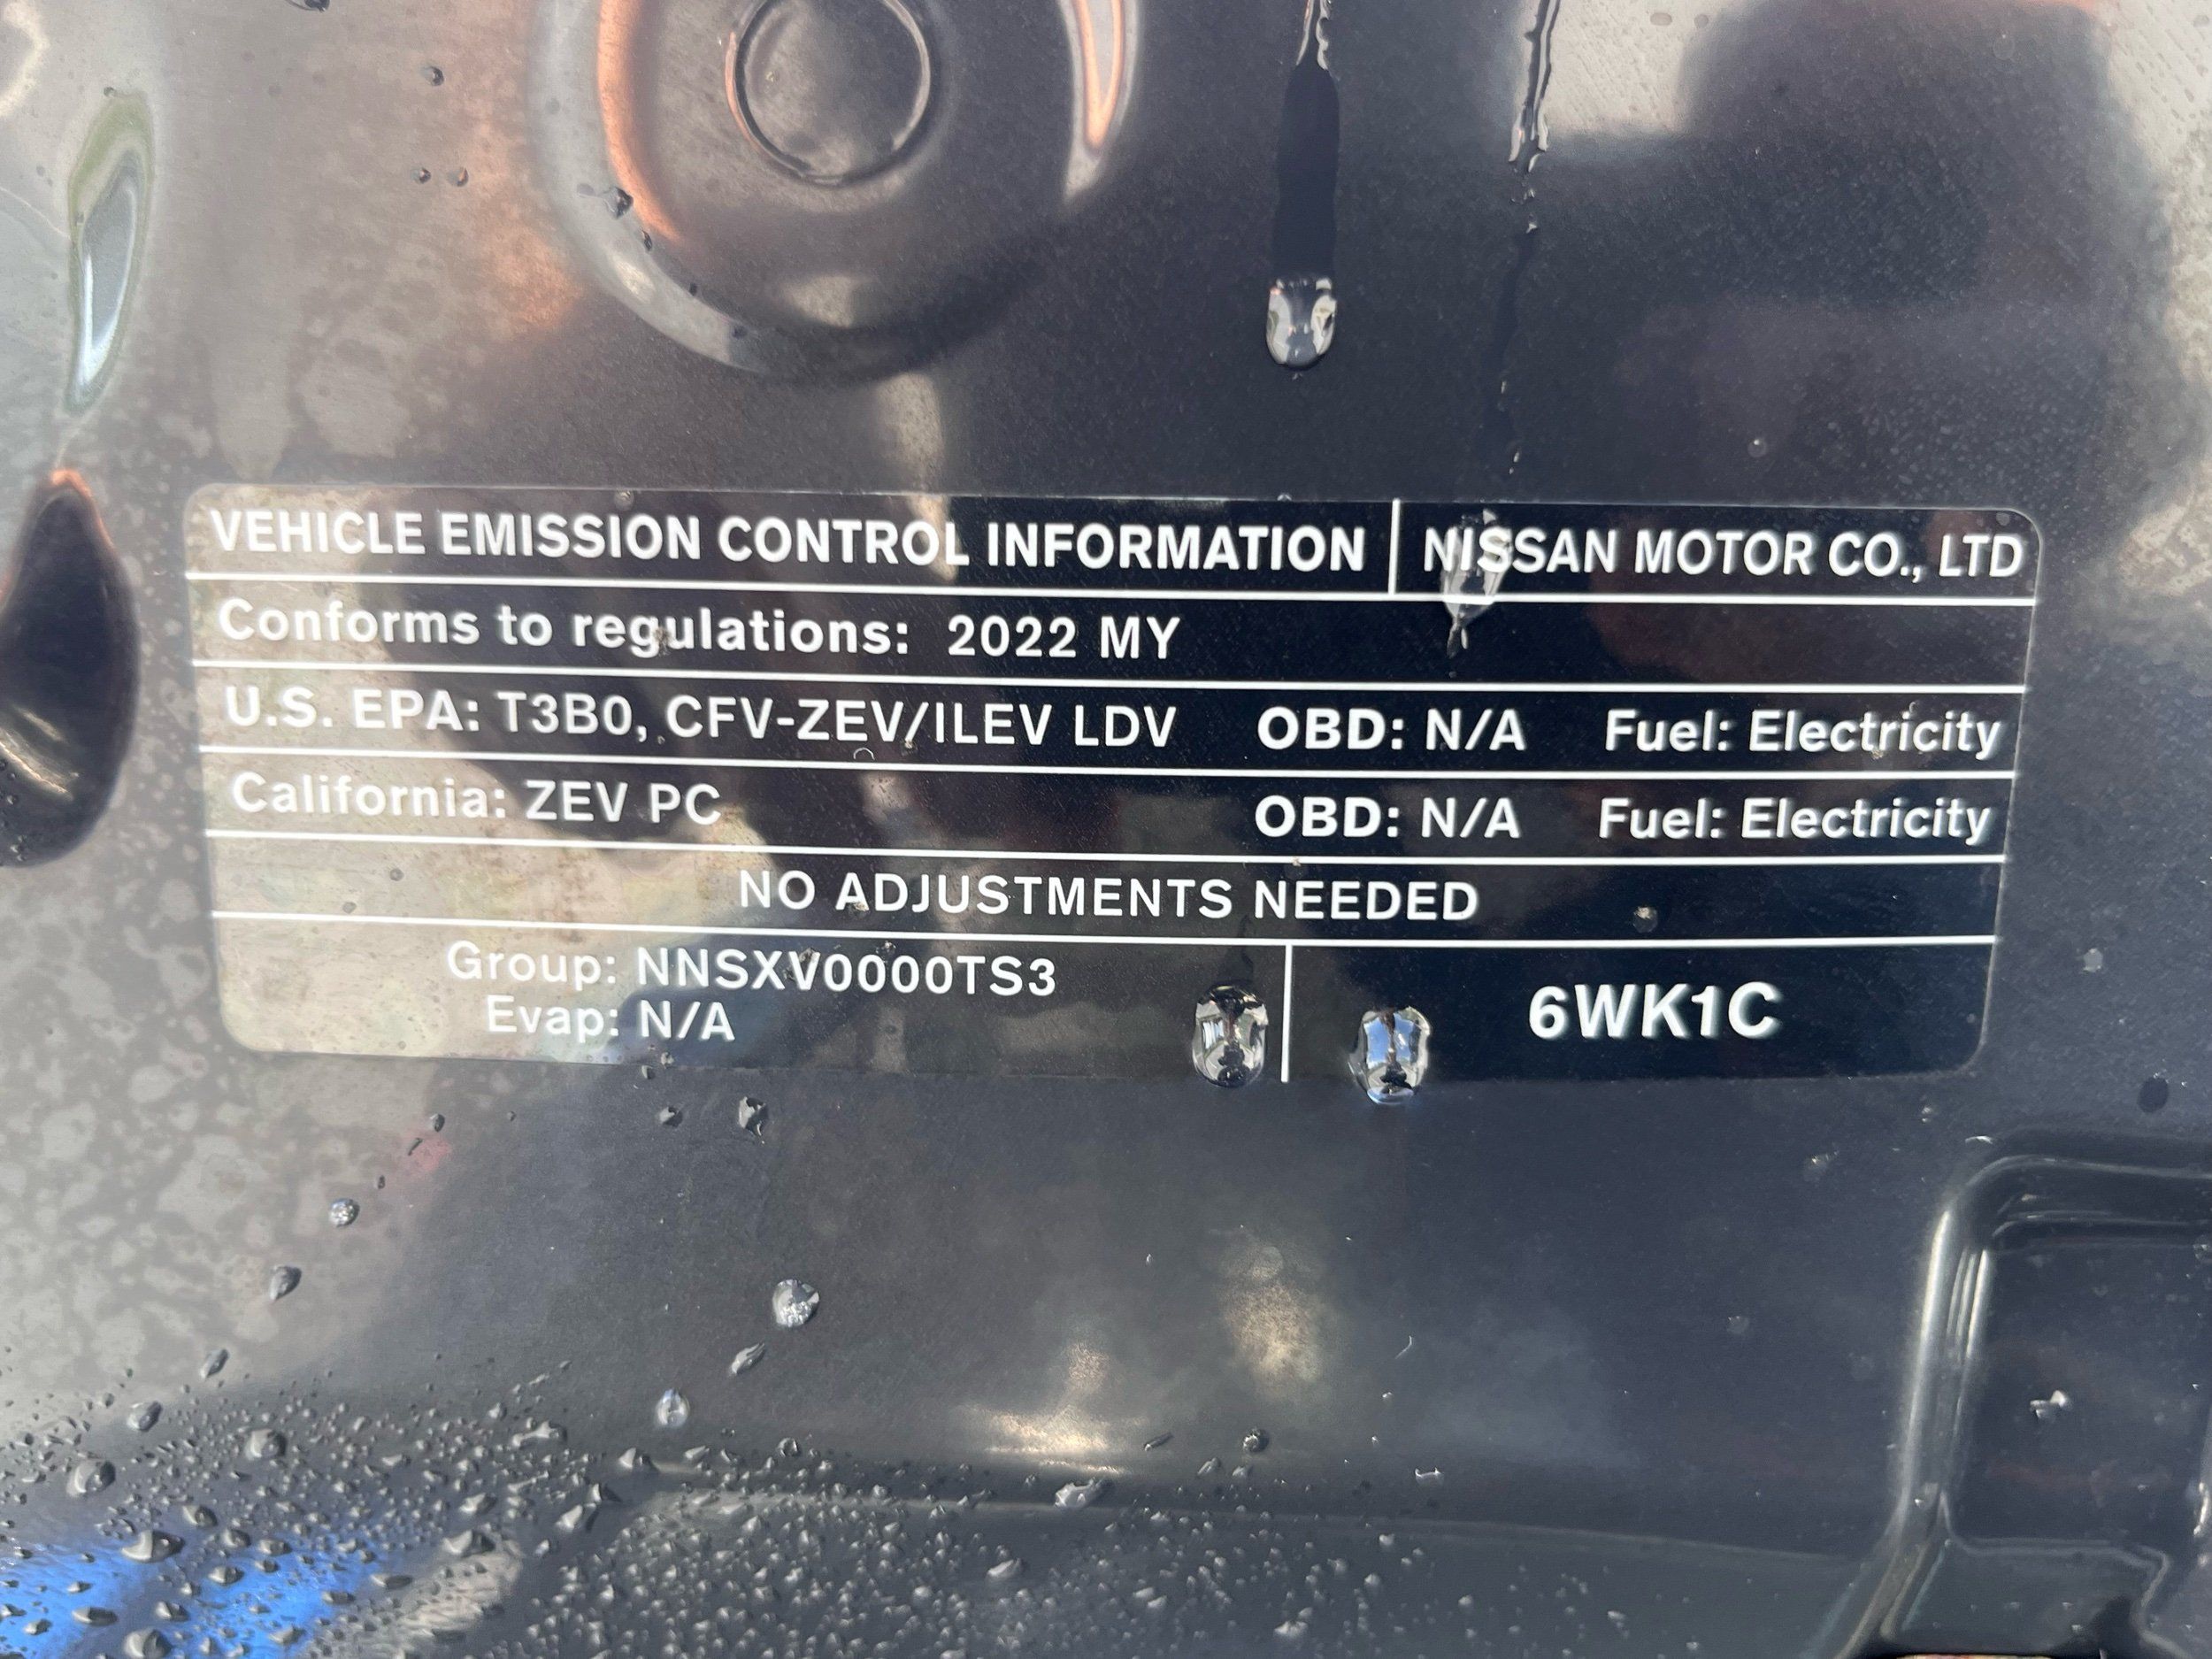 VEHICLE EMISSION CONTROL INFORMATION NISSAN MOTOR CO., LTD
Conforms to regulations: 2022 MY
U.S. EPA: T3B0, CFV-ZEV/ILEV LDV OBD: N/A Fuel: Electricity
California: ZEV PC OBD: N/A Fuel: Electricity
NO ADJUSTMENTS NEEDED
Group: NNSXV0000TS3
Evap: N/A
6WK1C